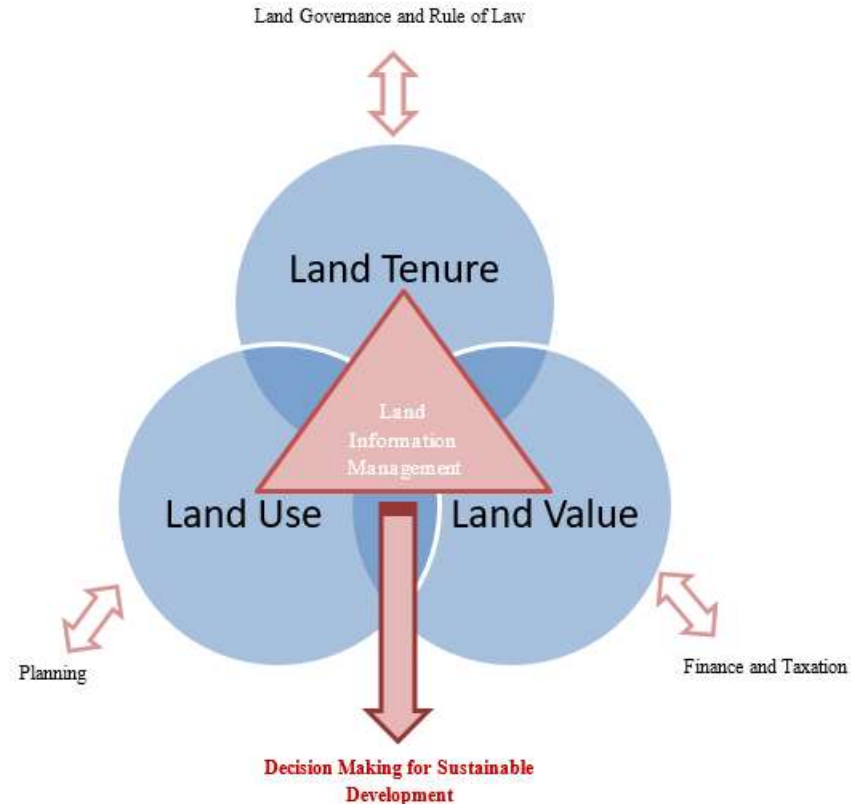 Land Governance and Rule of Law
Land Tenure
Land
Information
Management
Land Use
Land Value
Planning
Finance and Taxation
Decision Making for Sustainable
Development